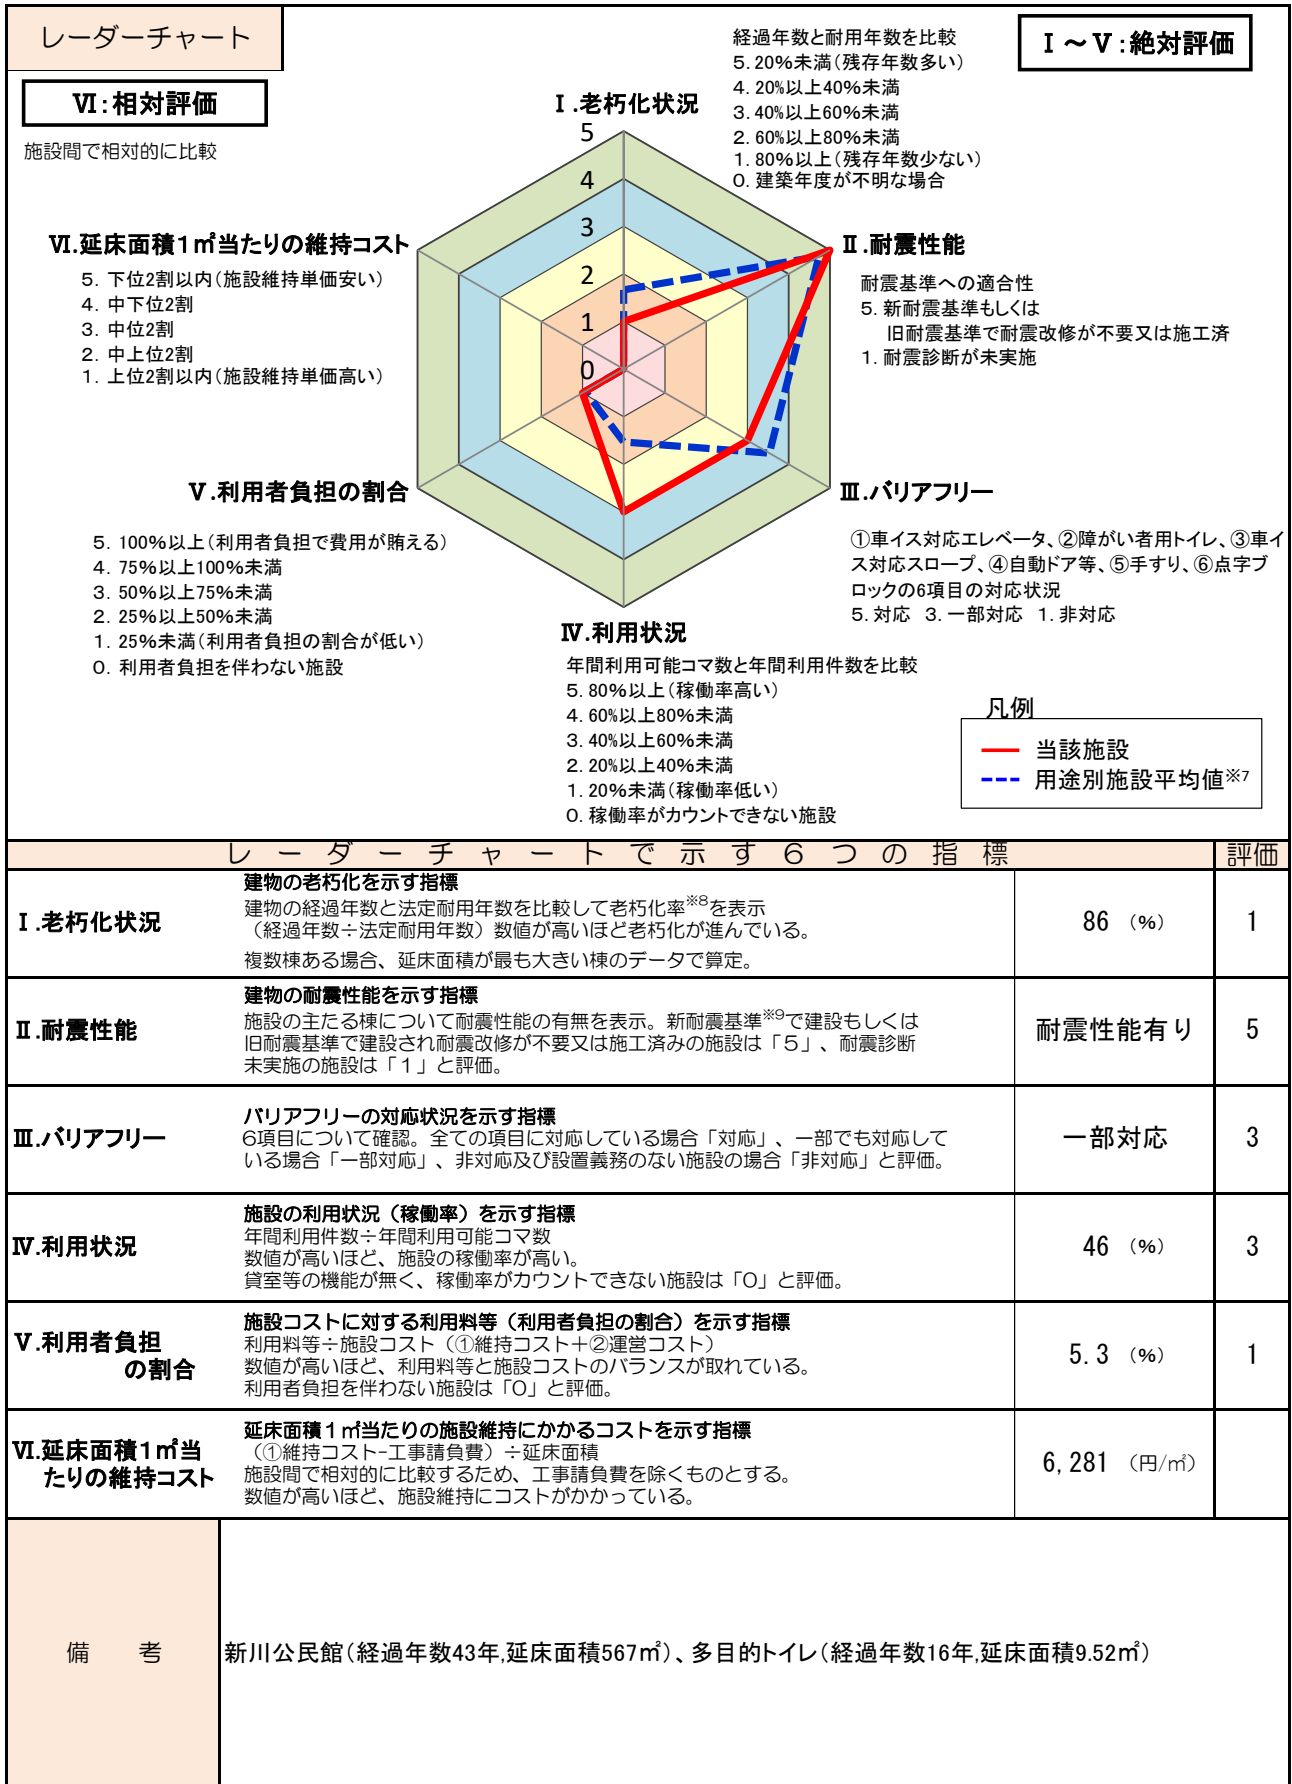 レーダーチャート
Ⅰ～Ⅴ:絶対評価
Ⅵ:相対評価
施設間で相対的に比較
Ⅰ.老朽化状況
経過年数と耐用年数を比較
5.20%未満(残存年数多い)
4.20%以上40%未満
3.40%以上60%未満
2.60%以上80%未満
1.80%以上(残存年数少ない)
0.建築年度が不明な場合
5
4
3
2
1
0
Ⅱ.耐震性能
耐震基準への適合性
5.新耐震基準もしくは
旧耐震基準で耐震改修が不要又は施工済
1.耐震診断が未実施
Ⅲ.バリアフリー
①車イス対応エレベータ、②障がい者用トイレ、③車イ
ス対応スロープ、④自動ドア等、⑤手すり、⑥点字ブ
ロックの6項目の対応状況
5.対応 3.一部対応 1.非対応
Ⅳ.利用状況
年間利用可能コマ数と年間利用件数を比較
5.80%以上(稼働率高い)
4.60%以上80%未満
3.40%以上60%未満
2.20%以上40%未満
1.20%未満(稼働率低い)
0.稼働率がカウントできない施設
Ⅴ.利用者負担の割合
5. 100%以上(利用者負担で費用が賄える)
4. 75%以上100%未満
3. 50%以上75%未満
2. 25%以上50%未満
1. 25%未満(利用者負担の割合が低い)
0. 利用者負担を伴わない施設
Ⅵ.延床面積1㎡当たりの維持コスト
5. 下位2割以内(施設維持単価安い)
4. 中下位2割
3. 中位2割
2. 中上位2割
1. 上位2割以内(施設維持単価高い)
凡例
当該施設
用途別施設平均値※7
レーダーチャートで示す6つの指標 評価
Ⅰ.老朽化状況
建物の老朽化を示す指標
建物の経過年数と法定耐用年数を比較して老朽化率※8を表示
（経過年数÷法定耐用年数）数値が高いほど老朽化が進んでいる。
複数棟ある場合、延床面積が最も大きい棟のデータで算定。
86 （%） 1
Ⅱ.耐震性能
建物の耐震性能を示す指標
施設の主たる棟について耐震性能の有無を表示。新耐震基準※9で建設もしくは
旧耐震基準で建設され耐震改修が不要又は施工済みの施設は「5」、耐震診断
未実施の施設は「1」と評価。
耐震性能有り 5
Ⅲ.バリアフリー
バリアフリーの対応状況を示す指標
6項目について確認。全ての項目に対応している場合「対応」、一部でも対応して
いる場合「一部対応」、非対応及び設置義務のない施設の場合「非対応」と評価。
一部対応 3
Ⅳ.利用状況
施設の利用状況（稼働率）を示す指標
年間利用件数÷年間利用可能コマ数
数値が高いほど、施設の稼働率が高い。
貸室等の機能が無く、稼働率がカウントできない施設は「0」と評価。
46 （%） 3
Ⅴ.利用者負担
の割合
施設コストに対する利用料等（利用者負担の割合）を示す指標
利用料等÷施設コスト（①維持コスト+②運営コスト）
数値が高いほど、利用料等と施設コストのバランスが取れている。
利用者負担を伴わない施設は「0」と評価。
5.3 （%） 1
Ⅵ.延床面積1㎡当
たりの維持コスト
延床面積1㎡当たりの施設維持にかかるコストを示す指標
（①維持コスト-工事請負費）÷延床面積
施設間で相対的に比較するため、工事請負費を除くものとする。
数値が高いほど、施設維持にコストがかかっている。
6,281 （円/㎡）
備 考
新川公民館(経過年数43年,延床面積567㎡)、多目的トイレ(経過年数16年,延床面積9.52㎡)